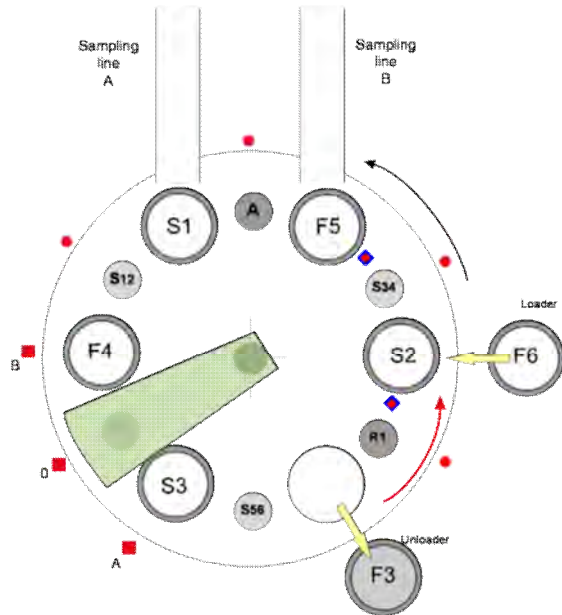 Sampling
line
A
Sampling
line
B
S1
A
F5
S12
S34
Loader
B
F4
S2
F6
R1
0
S3
S56
Unloader
A
F3